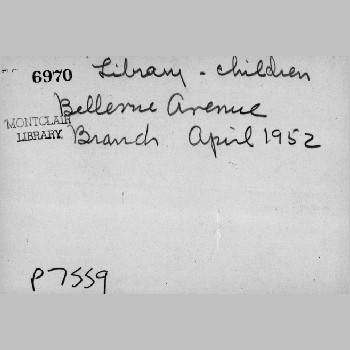 6970 Library - children
Bellevue Avenue
MONTCLAIR
LIBRARY.
Branch April 1952
P7559